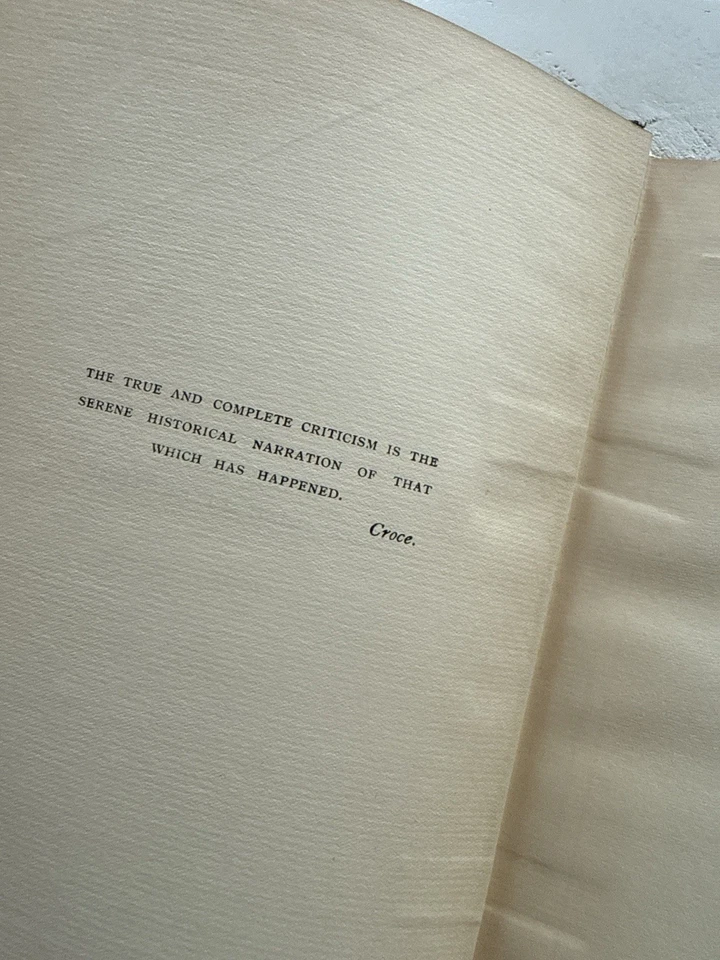 THE TRUE AND COMPLETE CRITICISM IS THE
SERENE HISTORICAL NARRATION OF THAT
WHICH HAS HAPPENED.
Croce.